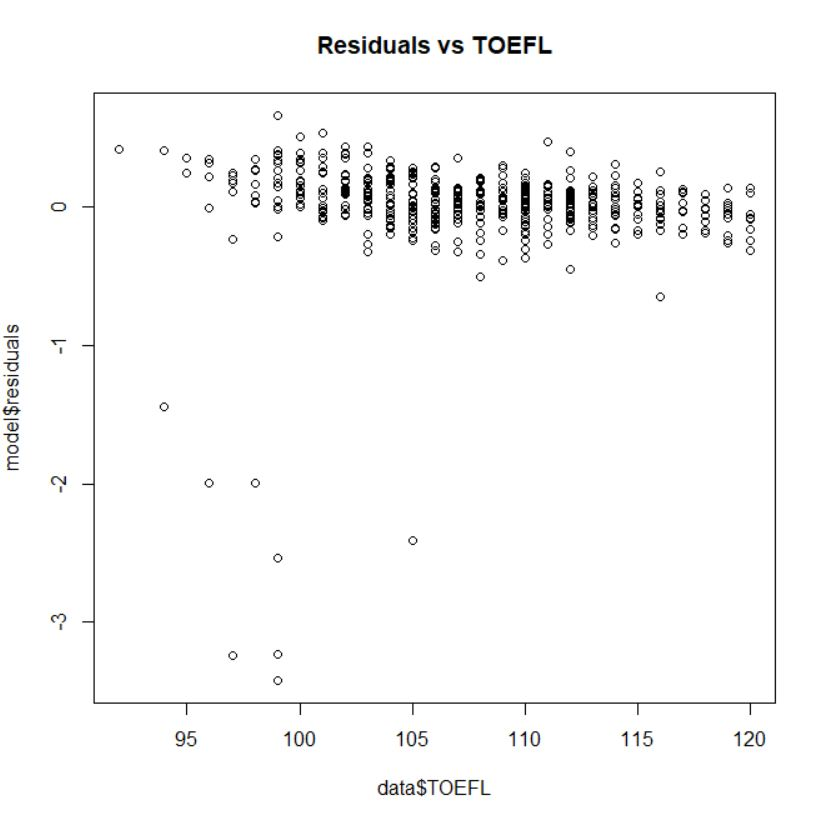 Residuals vs TOEFL
model$residuals
0
-1
-2
-3
95 100 105 110 115 120
data$TOEFL